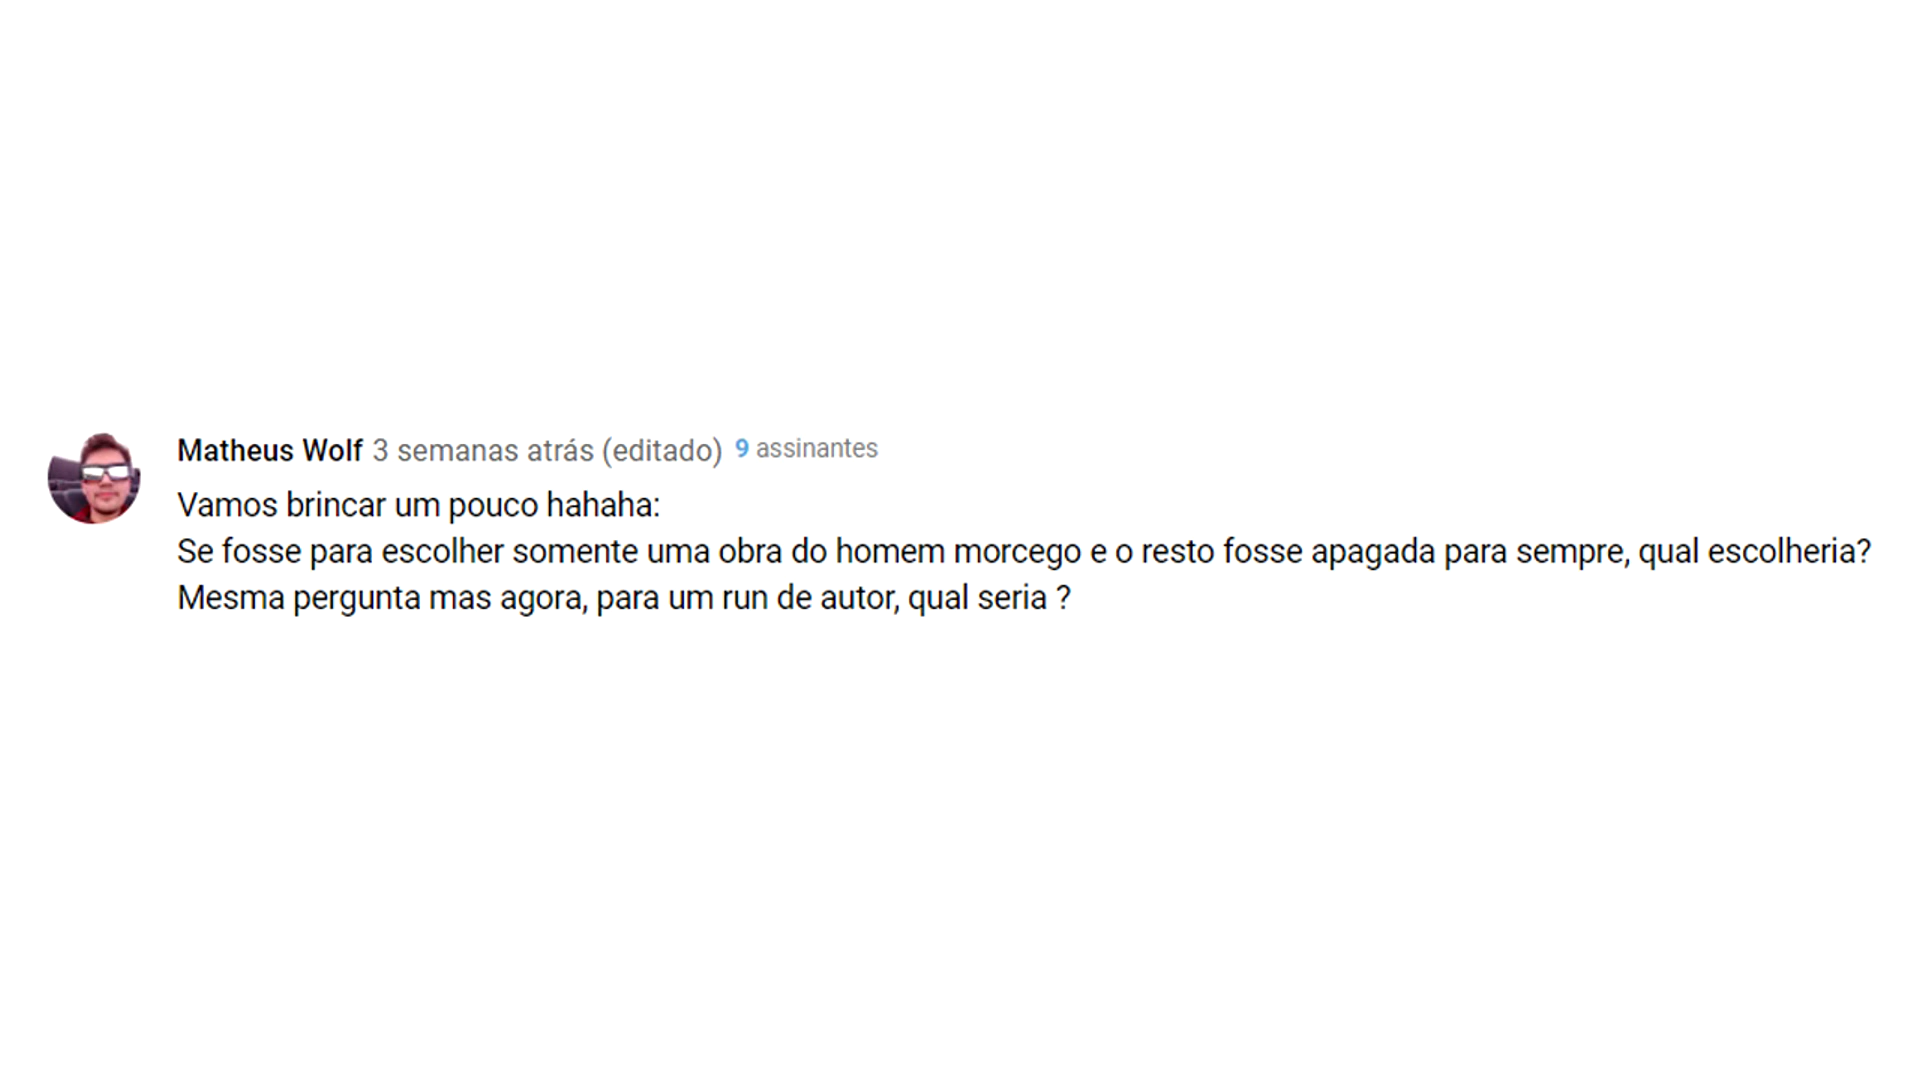 Matheus Wolf 3 semanas atrás (editado) 9 assinantes
Vamos brincar um pouco hahaha:
Se fosse para escolher somente uma obra do homem morcego e o resto fosse apagada para sempre, qual escolheria?
Mesma pergunta mas agora, para um run de autor, qual seria ?